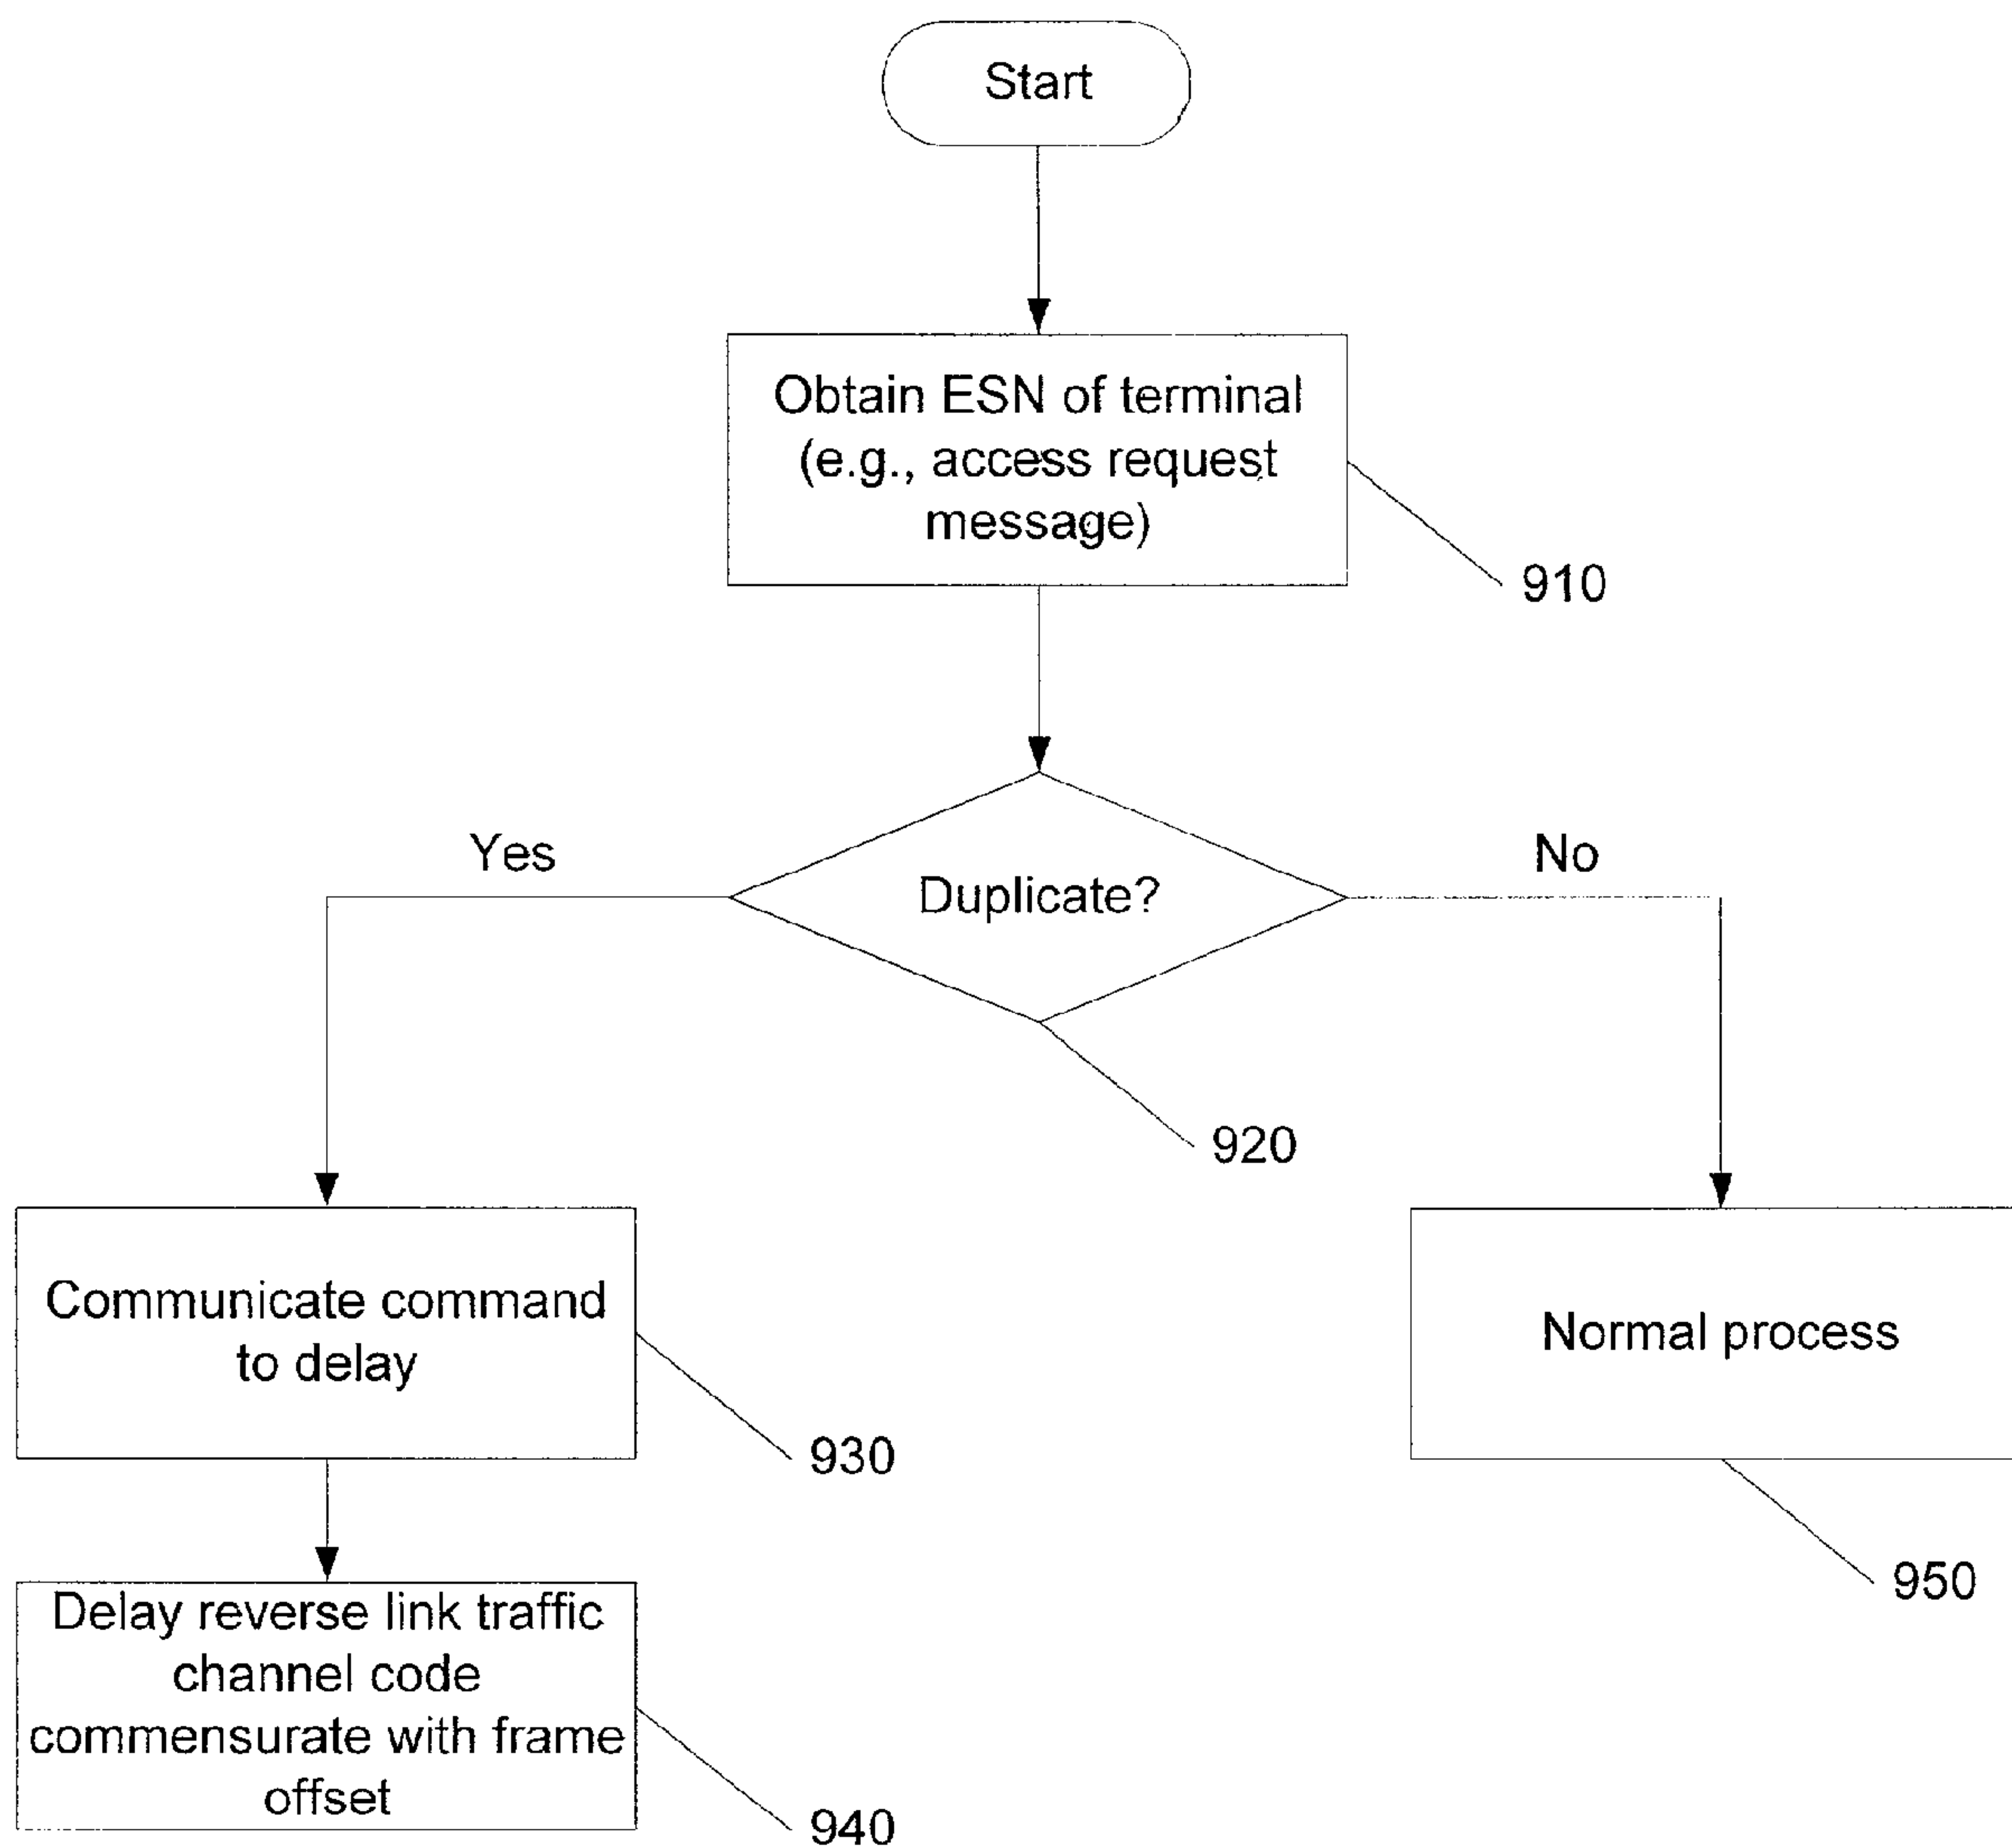 Start
Obtain ESN of terminal
(e.g., access request
message)
910
Yes
Duplicate?
No
920
Communicate command
to delay
930
Normal process
950
Delay reverse link traffic
channel code
commensurate with frame
offset
940